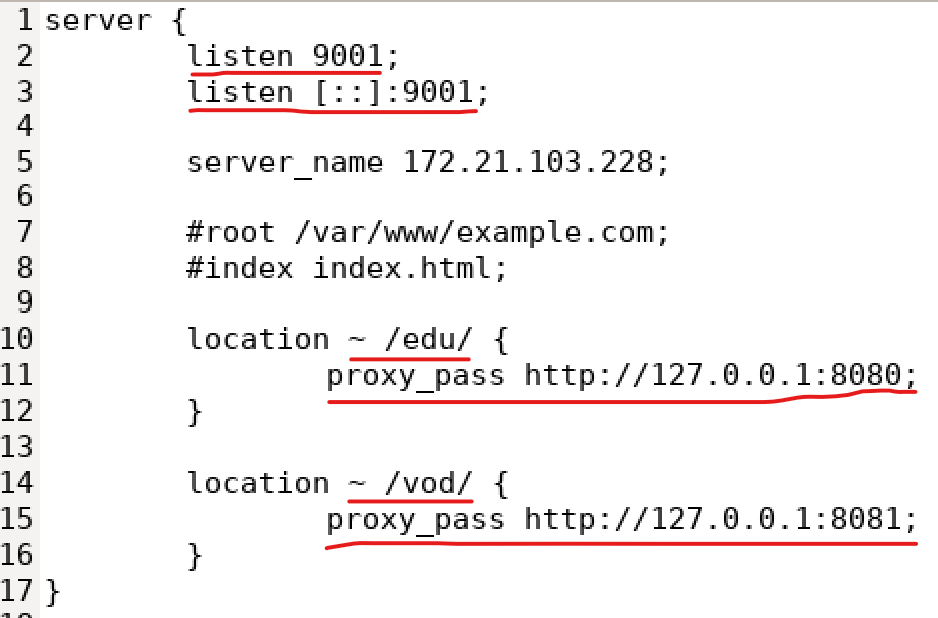 1 server {
2 listen 9001;
3 listen [::]:9001;
4
5 server_name 172.21.103.228;
6
7 #root /var/www/example.com;
8 #index index.html;
9
10 location ~ /edu/ {
11 proxy_pass http://127.0.0.1:8080;
12 }
13
14 location ~ /vod/ {
15 proxy_pass http://127.0.0.1:8081;
16 }
17 }